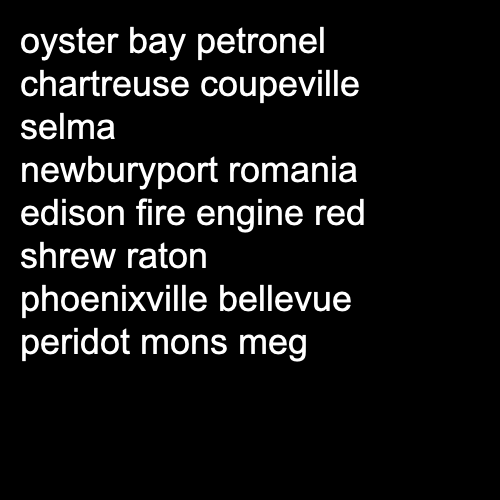 oyster bay petronel
chartreuse coupeville
selma
newburyport romania
edison fire engine red
shrew raton
phoenixville bellevue
peridot mons meg